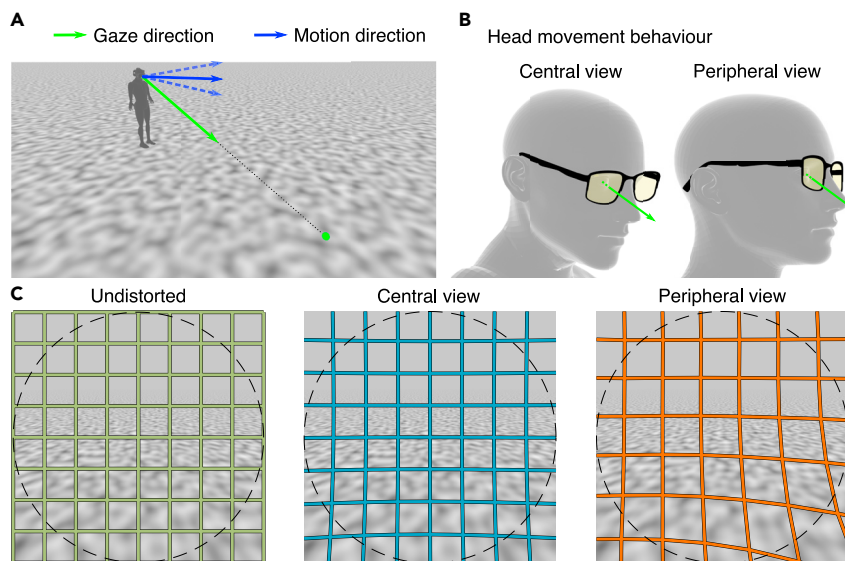 A
Gaze direction
Motion direction
B
Head movement behaviour
Central view
Peripheral view
C
Undistorted
Central view
Peripheral view